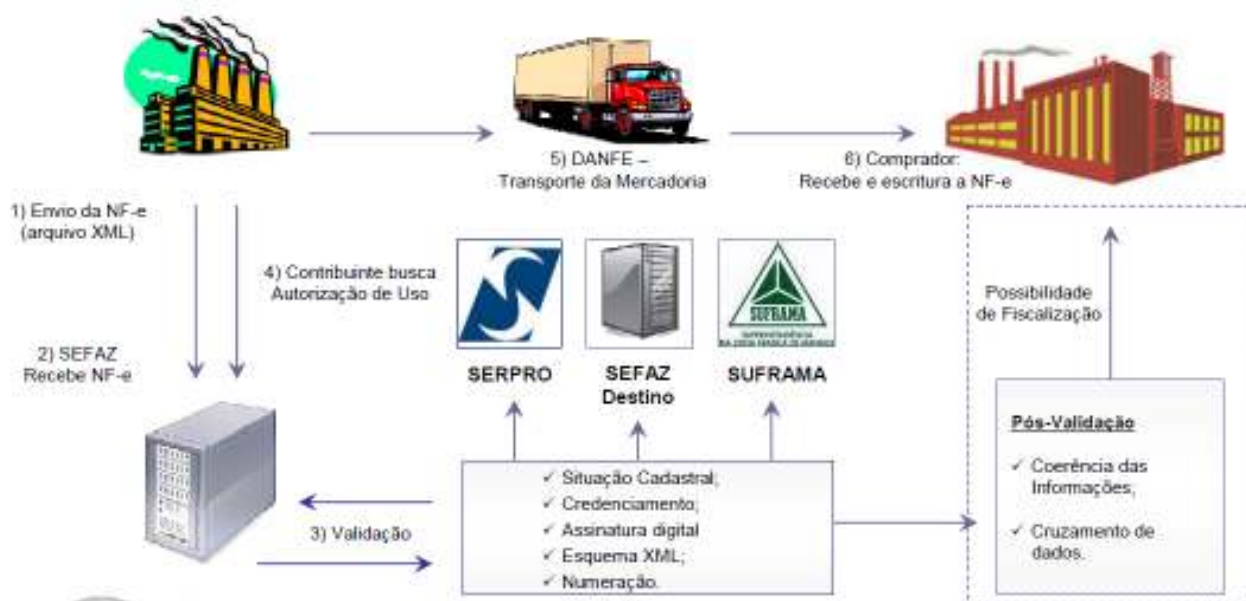 5) DANFE –
Transporte da Mercadoria
6) Comprador:
Recebe e escritura a NF-e
1) Envio da NF-e
(arquivo XML)
4) Contribuinte busca
Autorização de Uso
2) SEFAZ
Recebe NF-e
SUFRAMA
SERPRO
SEFAZ
Destino
SUFRAMA
Possibilidade
de Fiscalização
3) Validação
✓ Situação Cadastral;
✓ Credenciamento;
✓ Assinatura digital
✓ Esquema XML;
✓ Numeração.
Pós-Validação
✓ Coerência das
Informações;
✓ Cruzamento de
dados.